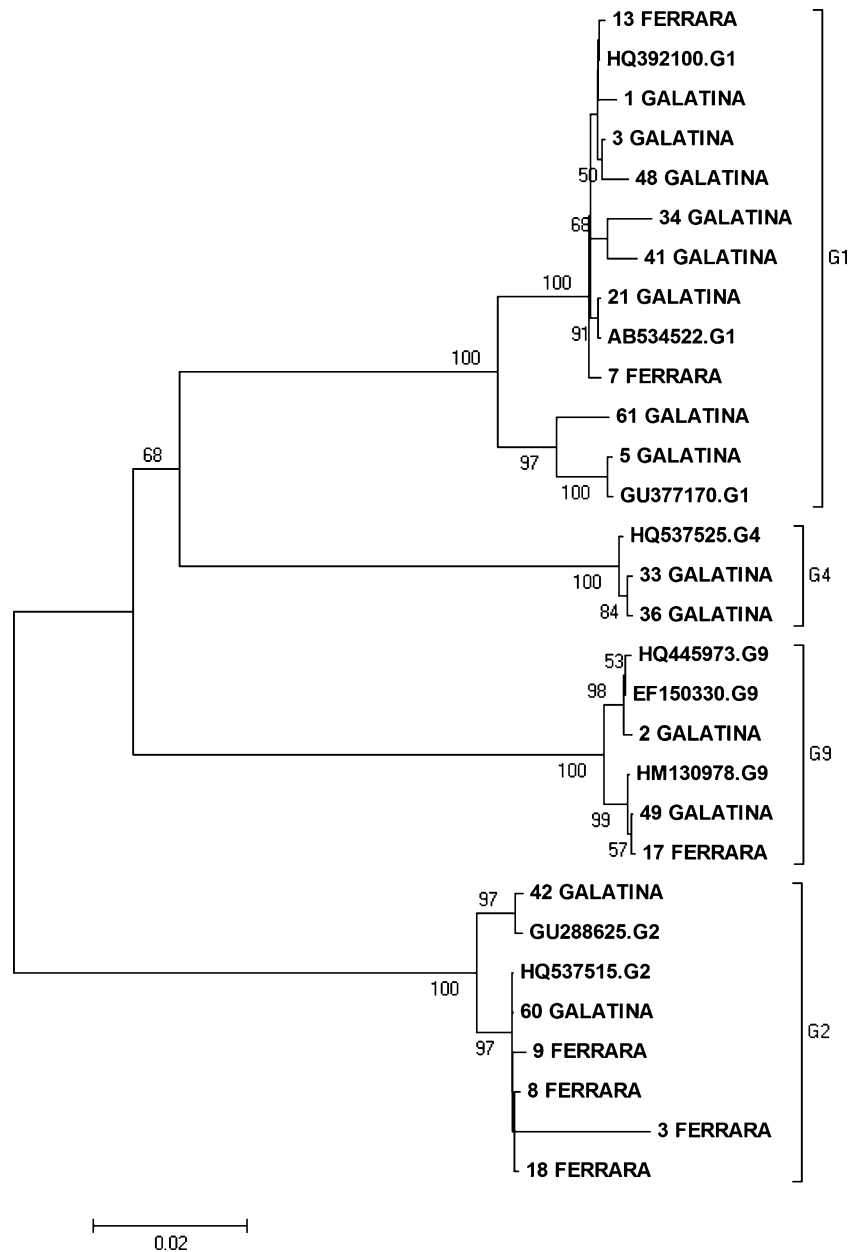 13 FERRARA
HQ392100.G1
1 GALATINA
3 GALATINA
50
48 GALATINA
34 GALATINA
68
41 GALATINA
G1
100
21 GALATINA
91
AB534522.G1
100
7 FERRARA
61 GALATINA
68
97
5 GALATINA
100
GU377170.G1
HQ537525.G4
100
33 GALATINA
G4
84
36 GALATINA
53
HQ445973.G9
98
EF150330.G9
2 GALATINA
G9
100
HM130978.G9
99
49 GALATINA
57
17 FERRARA
97
42 GALATINA
GU288625.G2
100
HQ537515.G2
60 GALATINA
G2
97
9 FERRARA
8 FERRARA
3 FERRARA
18 FERRARA
0.02